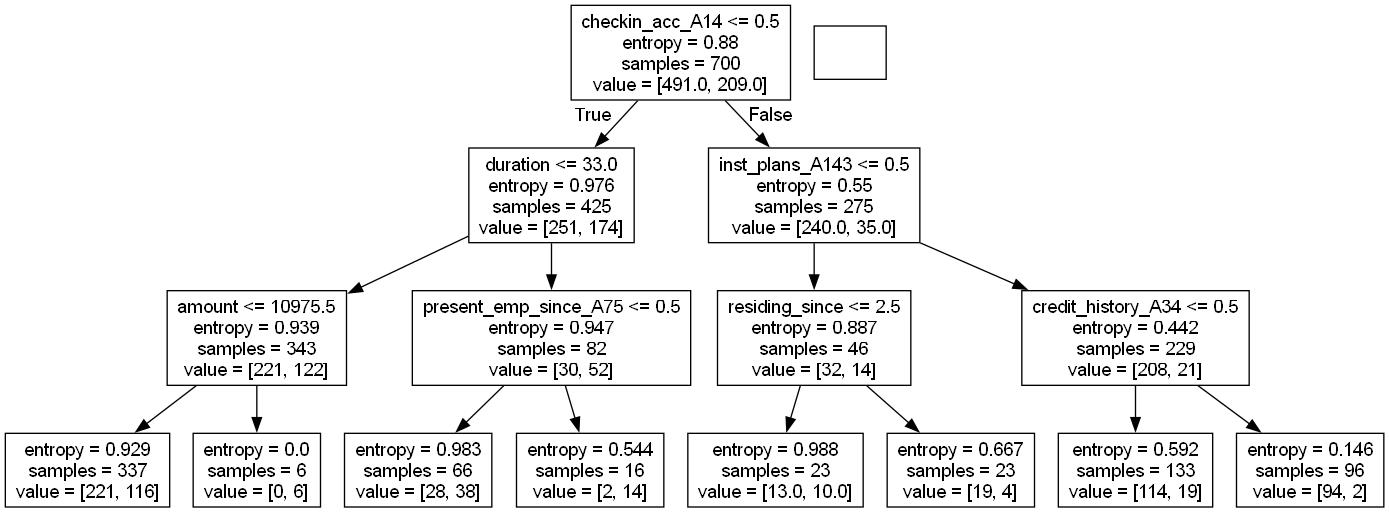 checkin_acc_A14 <= 0.5
entropy = 0.88
samples = 700
value = [491.0, 209.0]
True
False
duration <= 33.0
entropy = 0.976
samples = 425
value = [251, 174]
inst_plans_A143 <= 0.5
entropy = 0.55
samples = 275
value = [240.0, 35.0]
amount <= 10975.5
entropy = 0.939
samples = 343
value = [221, 122]
present_emp_since_A75 <= 0.5
entropy = 0.947
samples = 82
value = [30, 52]
residing_since <= 2.5
entropy = 0.887
samples = 46
value = [32, 14]
credit_history_A34 <= 0.5
entropy = 0.442
samples = 229
value = [208, 21]
entropy = 0.929
samples = 337
value = [221, 116]
entropy = 0.0
samples = 6
value = [0, 6]
entropy = 0.983
samples = 66
value = [28, 38]
entropy = 0.544
samples = 16
value = [2, 14]
entropy = 0.988
samples = 23
value = [13.0, 10.0]
entropy = 0.667
samples = 23
value = [19, 4]
entropy = 0.592
samples = 133
value = [114, 19]
entropy = 0.146
samples = 96
value = [94, 2]